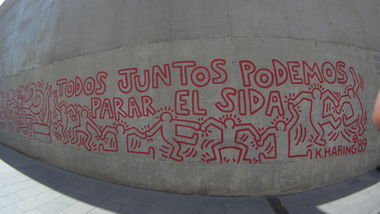 TODOS JUNTOS PODEMOS
PARAR EL SIDA
© K.HARING 89